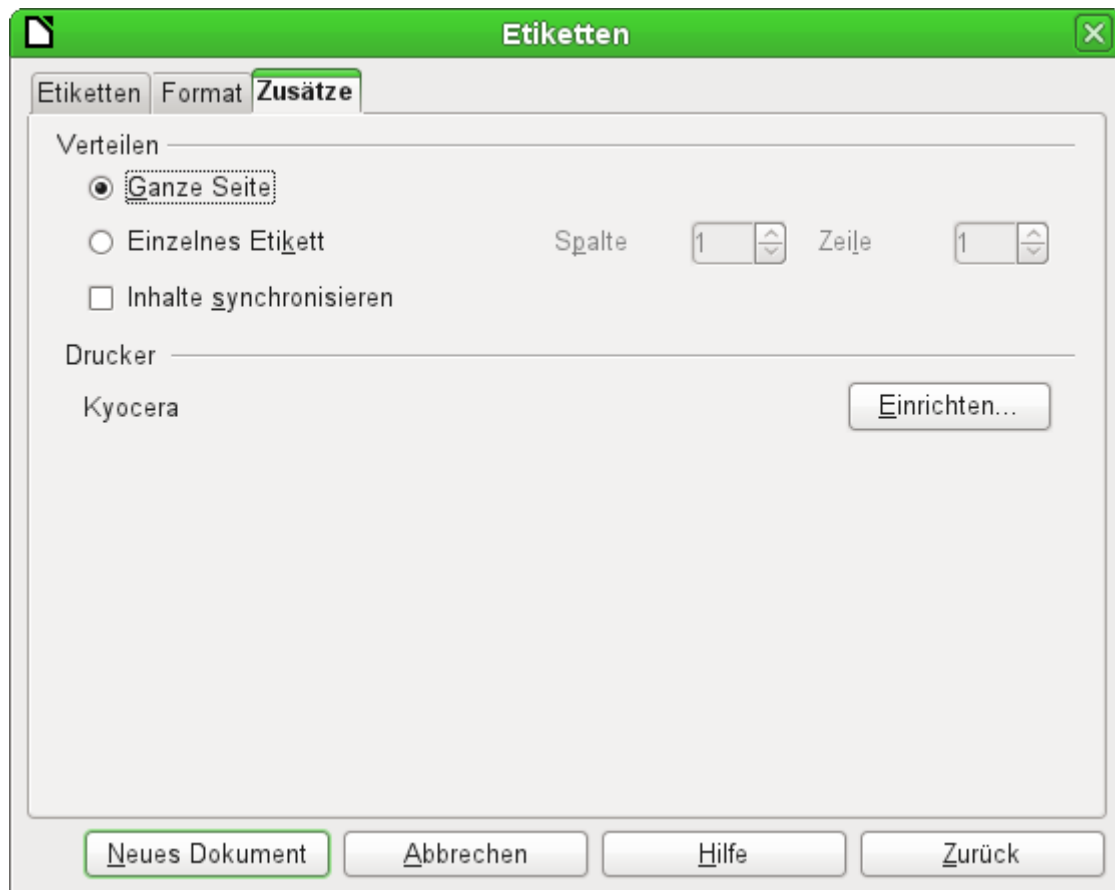 Etiketten
Etiketten Format Zusätze
Verteilen
Ganze Seite
Einzelnes Etikett Spalte 1 Zeile 1
Inhalte synchronisieren
Drucker
Kyocera Einrichten...
Neues Dokument Abbrechen Hilfe Zurück